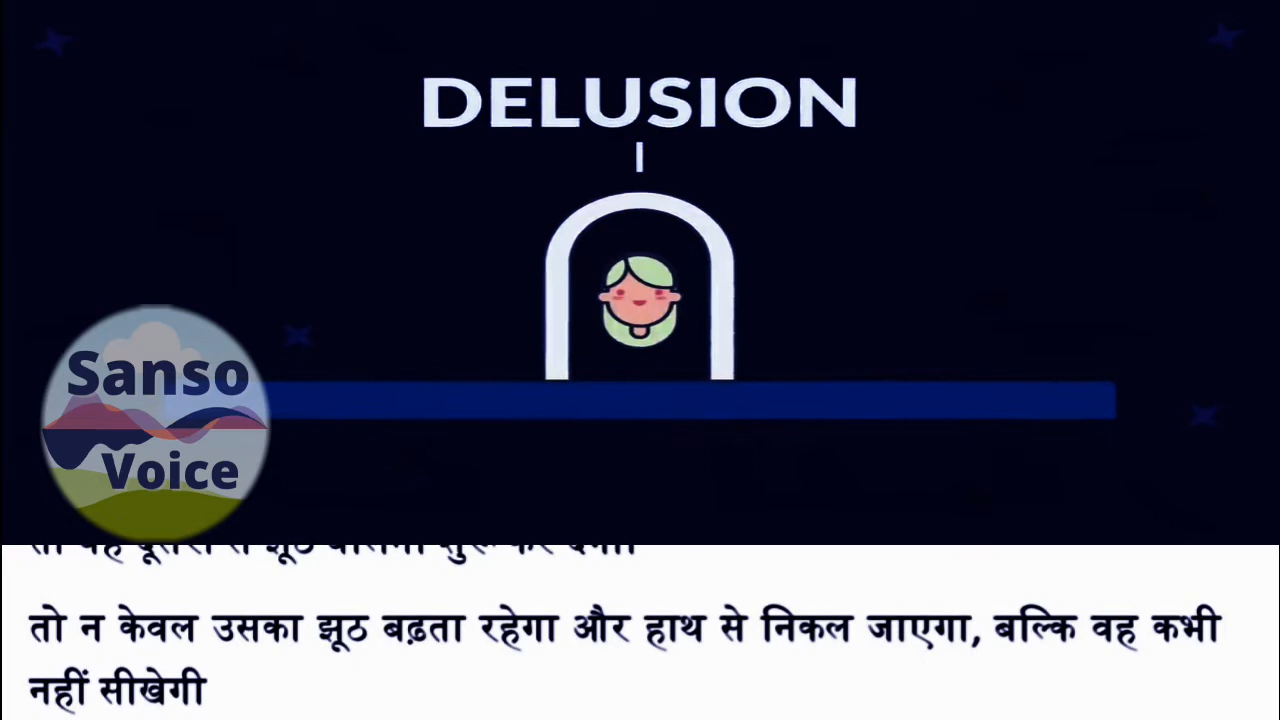 DELUSION
Sanso
Voice
तो न केवल उसका झूठ बढ़ता रहेगा और हाथ से निकल जाएगा, बल्कि वह कभी
नहीं सीखेगी